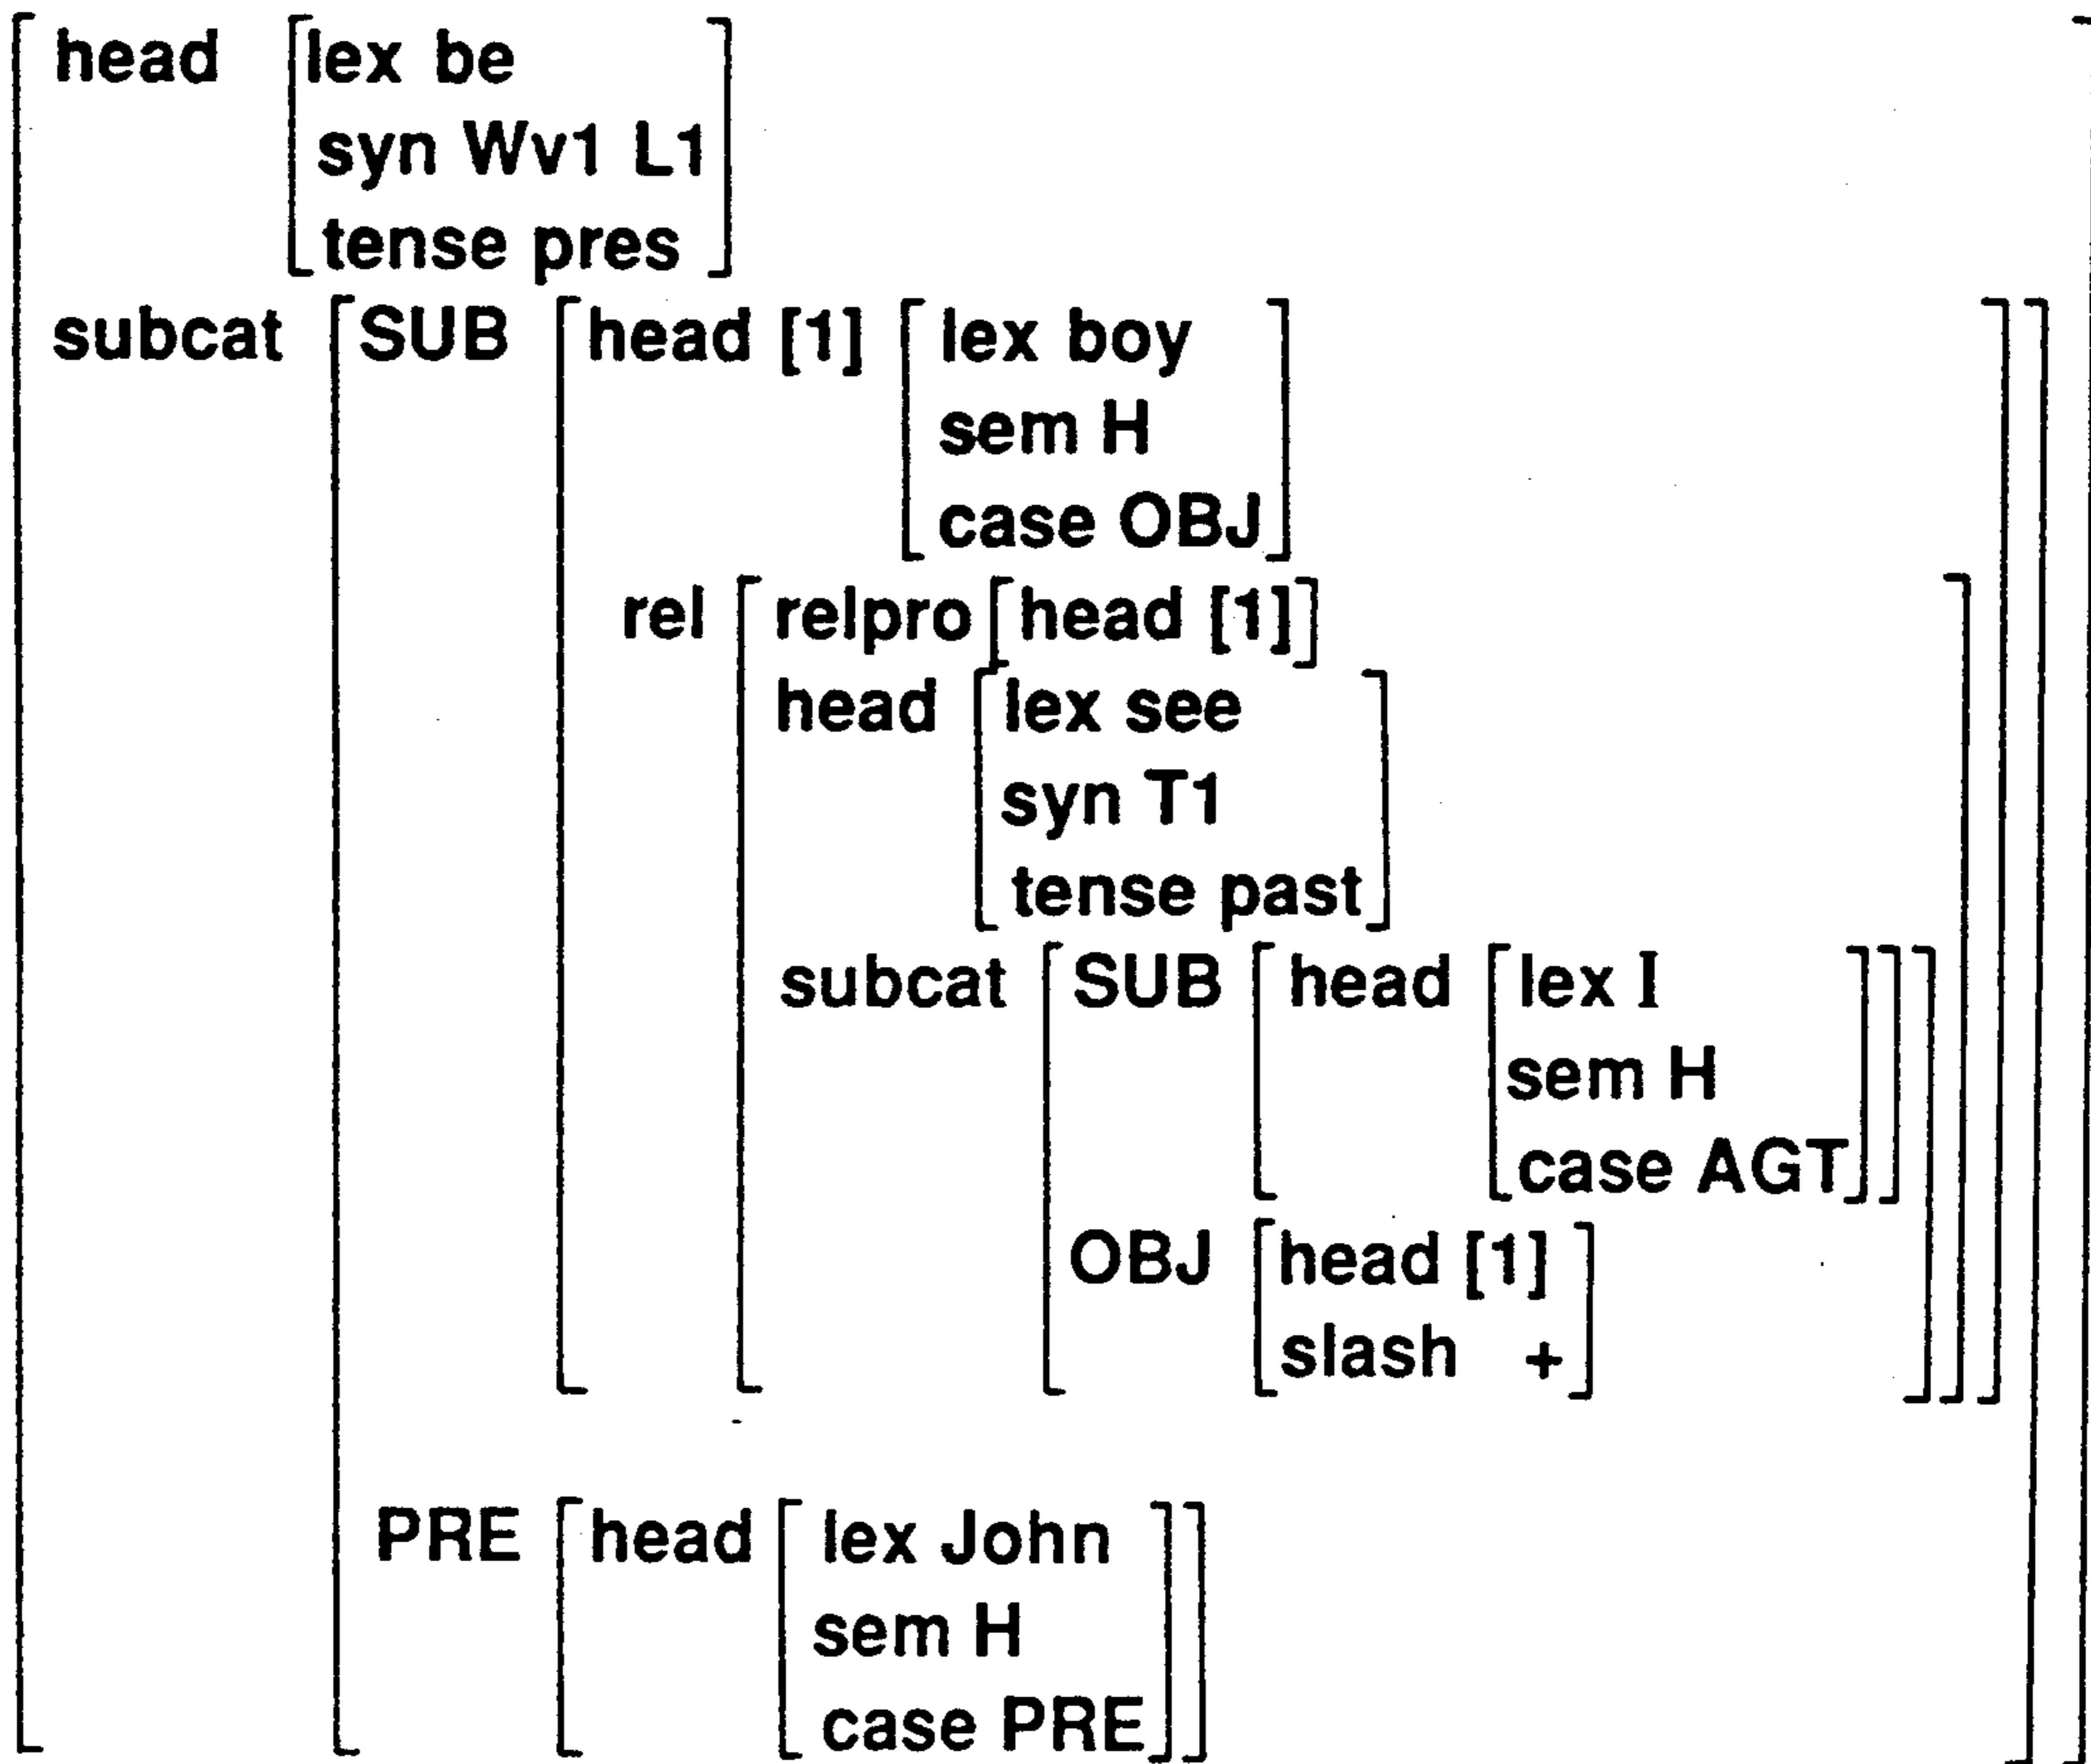 head [lex be
syn Wv1 L1
tense pres]
subcat [SUB [head [1] [lex boy
sem H
case OBJ]
rel [relpro [head [1]]
head [lex see
syn T1
tense past]
subcat [SUB [head [lex I
sem H
case AGT]]]
OBJ [head [1]
slash +]]]]
PRE [head [lex John
sem H
case PRE]]]